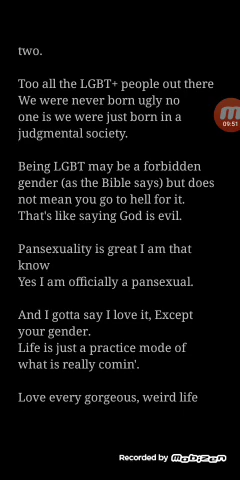 two.
Too all the LGBT+ people out there
We were never born ugly no
one is we were just born in a
judgmental society.
Being LGBT may be a forbidden
gender (as the Bible says) but does
not mean you go to hell for it.
That's like saying God is evil.
Pansexuality is great I am that
know
Yes I am officially a pansexual.
And I gotta say I love it, Except
your gender.
Life is just a practice mode of
what is really comin'.
Love every gorgeous, weird life
09:51
Recorded by mobizen